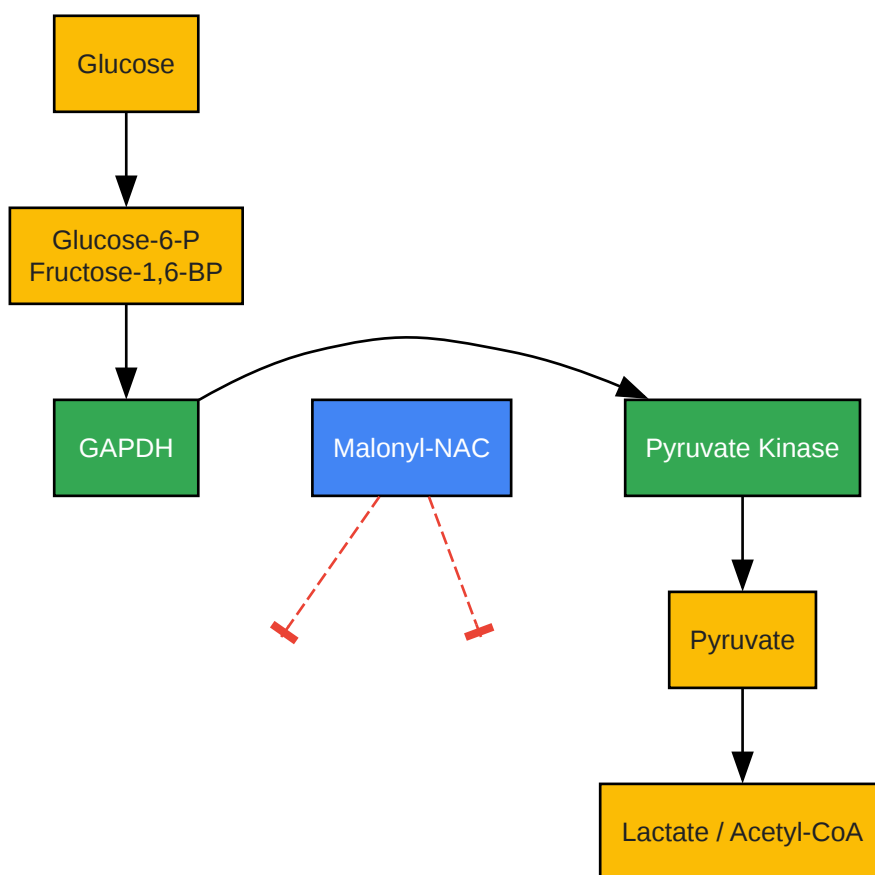 Glucose
Glucose-6-P
Fructose-1,6-BP
GAPDH
Malonyl-NAC
Pyruvate Kinase
Pyruvate
Lactate / Acetyl-CoA